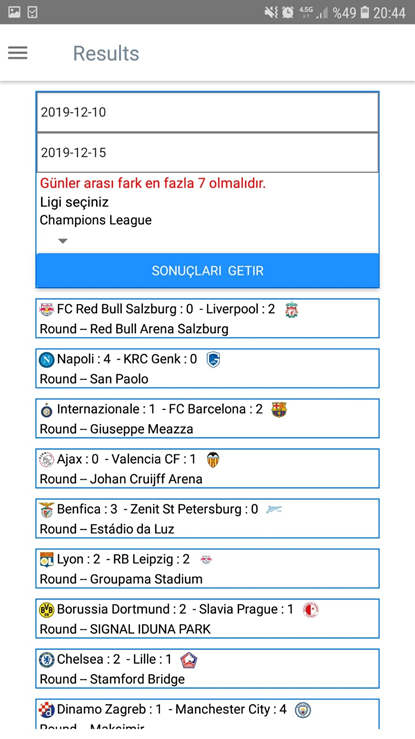 4.5G %49 20:44
Results
2019-12-10
2019-12-15
Günler arası fark en fazla 7 olmalıdır.
Ligi seçiniz
Champions League
SONUÇLARI GETIR
FC Red Bull Salzburg : 0 - Liverpool : 2
Round -- Red Bull Arena Salzburg
Napoli : 4 - KRC Genk : 0
Round -- San Paolo
Internazionale : 1 - FC Barcelona : 2
Round -- Giuseppe Meazza
Ajax : 0 - Valencia CF : 1
Round -- Johan Cruijff Arena
Benfica : 3 - Zenit St Petersburg : 0
Round -- Estádio da Luz
Lyon : 2 - RB Leipzig : 2
Round -- Groupama Stadium
Borussia Dortmund : 2 - Slavia Prague : 1
Round -- SIGNAL IDUNA PARK
Chelsea : 2 - Lille : 1
Round -- Stamford Bridge
Dinamo Zagreb : 1 - Manchester City : 4
Round -- Maksimir